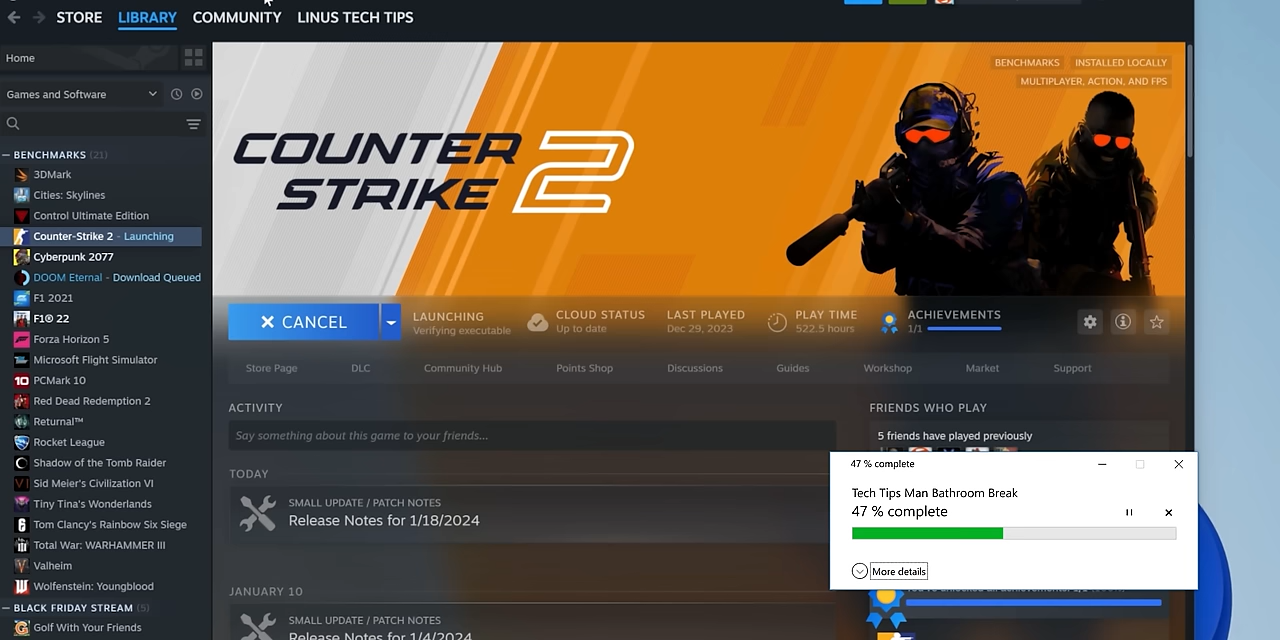 STORE LIBRARY COMMUNITY LINUS TECH TIPS
Home
Games and Software
BENCHMARKS (21)
3DMark
Cities: Skylines
Control Ultimate Edition
Counter-Strike 2 - Launching
Cyberpunk 2077
DOOM Eternal - Download Queued
F1 2021
F1® 22
Forza Horizon 5
Microsoft Flight Simulator
PCMark 10
Red Dead Redemption 2
Returnal™
Rocket League
Shadow of the Tomb Raider
Sid Meier's Civilization VI
Tiny Tina's Wonderlands
Tom Clancy's Rainbow Six Siege
Total War: WARHAMMER III
Valheim
Wolfenstein: Youngblood
BLACK FRIDAY STREAM (5)
Golf With Your Friends
BENCHMARKS INSTALLED LOCALLY
MULTIPLAYER, ACTION, AND FPS
COUNTER
STRIKE 2
CANCEL
LAUNCHING
Verifying executable
CLOUD STATUS
Up to date
LAST PLAYED
Dec 29, 2023
PLAY TIME
522.5 hours
ACHIEVEMENTS
1/1
Store Page DLC Community Hub Points Shop Discussions Guides Workshop Market Support
ACTIVITY
Say something about this game to your friends...
TODAY
SMALL UPDATE / PATCH NOTES
Release Notes for 1/18/2024
JANUARY 10
SMALL UPDATE / PATCH NOTES
Release Notes for 1/4/2024
FRIENDS WHO PLAY
5 friends have played previously
47 % complete
Tech Tips Man Bathroom Break
47 % complete
More details